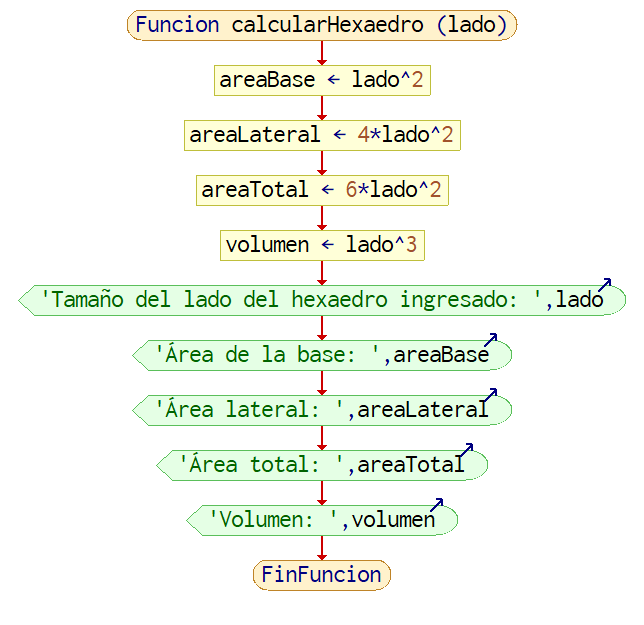 Funcion calcularHexaedro (lado)
areaBase ← lado^2
areaLateral ← 4*lado^2
areaTotal ← 6*lado^2
volumen ← lado^3
'Tamaño del lado del hexaedro ingresado: ',lado
'Área de la base: ',areaBase
'Área lateral: ',areaLateral
'Área total: ',areaTotal
'Volumen: ',volumen
FinFuncion